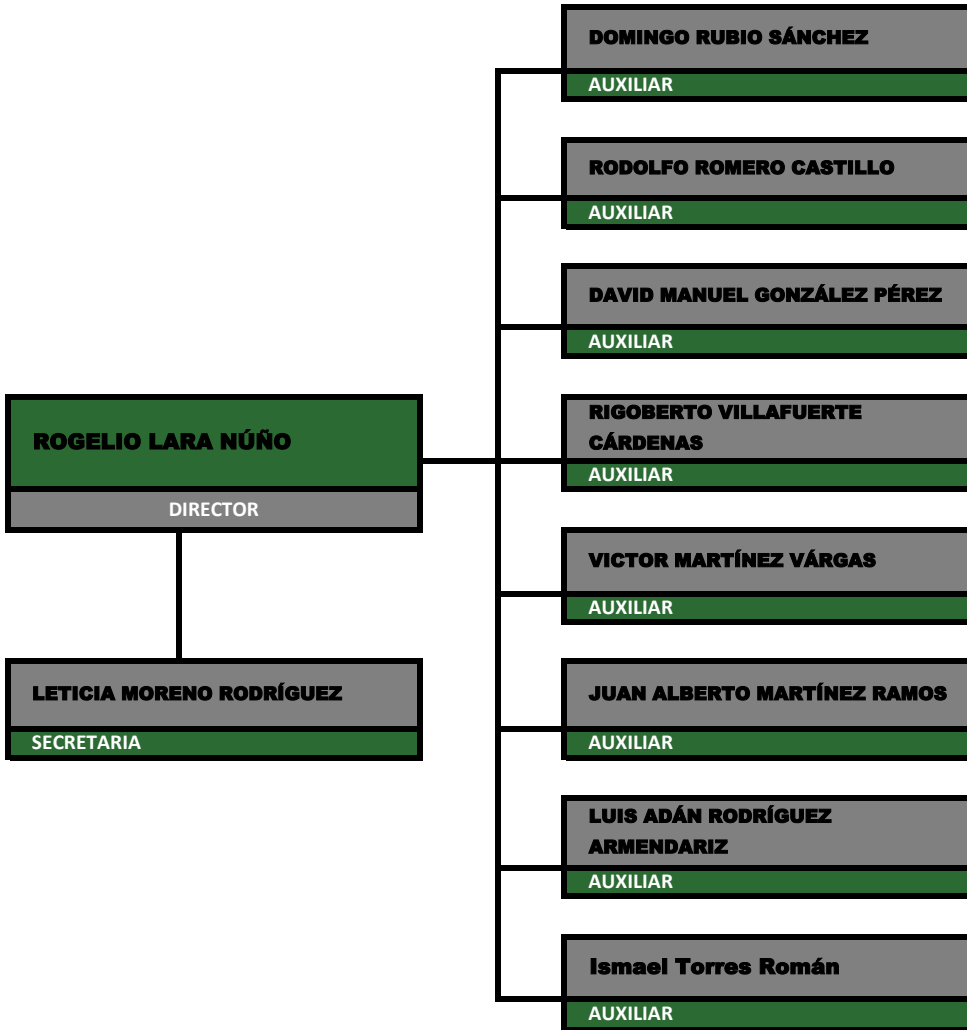 DOMINGO RUBIO SÁNCHEZ
AUXILIAR
RODOLFO ROMERO CASTILLO
AUXILIAR
DAVID MANUEL GONZÁLEZ PÉREZ
AUXILIAR
ROGELIO LARA NÚÑO
DIRECTOR
RIGOBERTO VILLAFUERTE
CÁRDENAS
AUXILIAR
VICTOR MARTÍNEZ VÁRGAS
AUXILIAR
LETICIA MORENO RODRÍGUEZ
SECRETARIA
JUAN ALBERTO MARTÍNEZ RAMOS
AUXILIAR
LUIS ADÁN RODRÍGUEZ
ARMENDARIZ
AUXILIAR
Ismael Torres Román
AUXILIAR